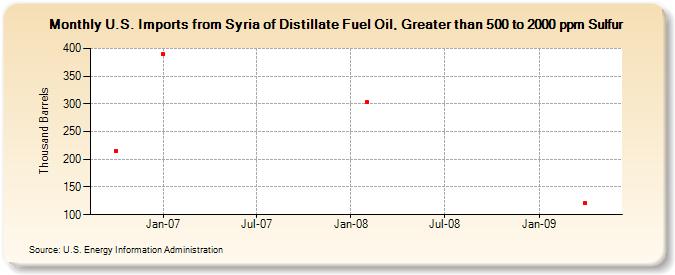 Monthly U.S. Imports from Syria of Distillate Fuel Oil, Greater than 500 to 2000 ppm Sulfur
Thousand Barrels
400
350
300
250
200
150
100
Jan-07 Jul-07 Jan-08 Jul-08 Jan-09
Source: U.S. Energy Information Administration